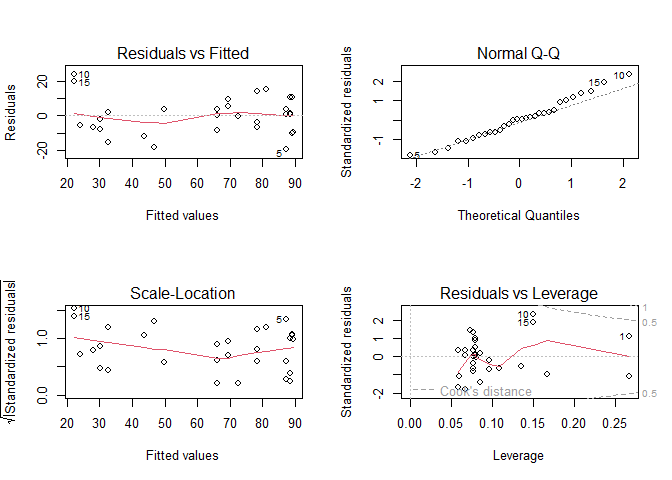 Residuals vs Fitted
Residuals
20
0
-20
10
15
5
20 30 40 50 60 70 80 90
Fitted values
Normal Q-Q
Standardized residuals
2
1
-1
10
15
5
-2 -1 0 1 2
Theoretical Quantiles
Scale-Location
√|Standardized residuals|
1.0
0.0
10
15
5
20 30 40 50 60 70 80 90
Fitted values
Residuals vs Leverage
Standardized residuals
2
1
0
-2
10
15
1
1
0.5
0.5
Cook's distance
0.00 0.05 0.10 0.15 0.20 0.25
Leverage